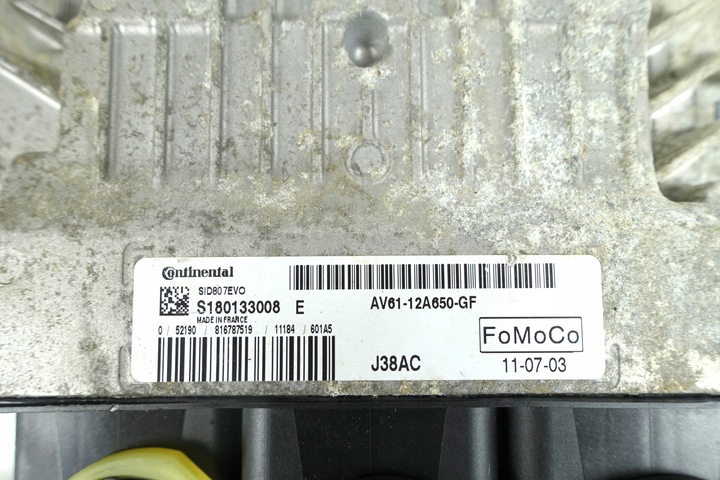 Continental
SID807EVO
S180133008 E
MADE IN FRANCE
0 / 52190 / 816787519 / 11184 / 601A5
AV61-12A650-GF
FoMoCo
J38AC
11-07-03